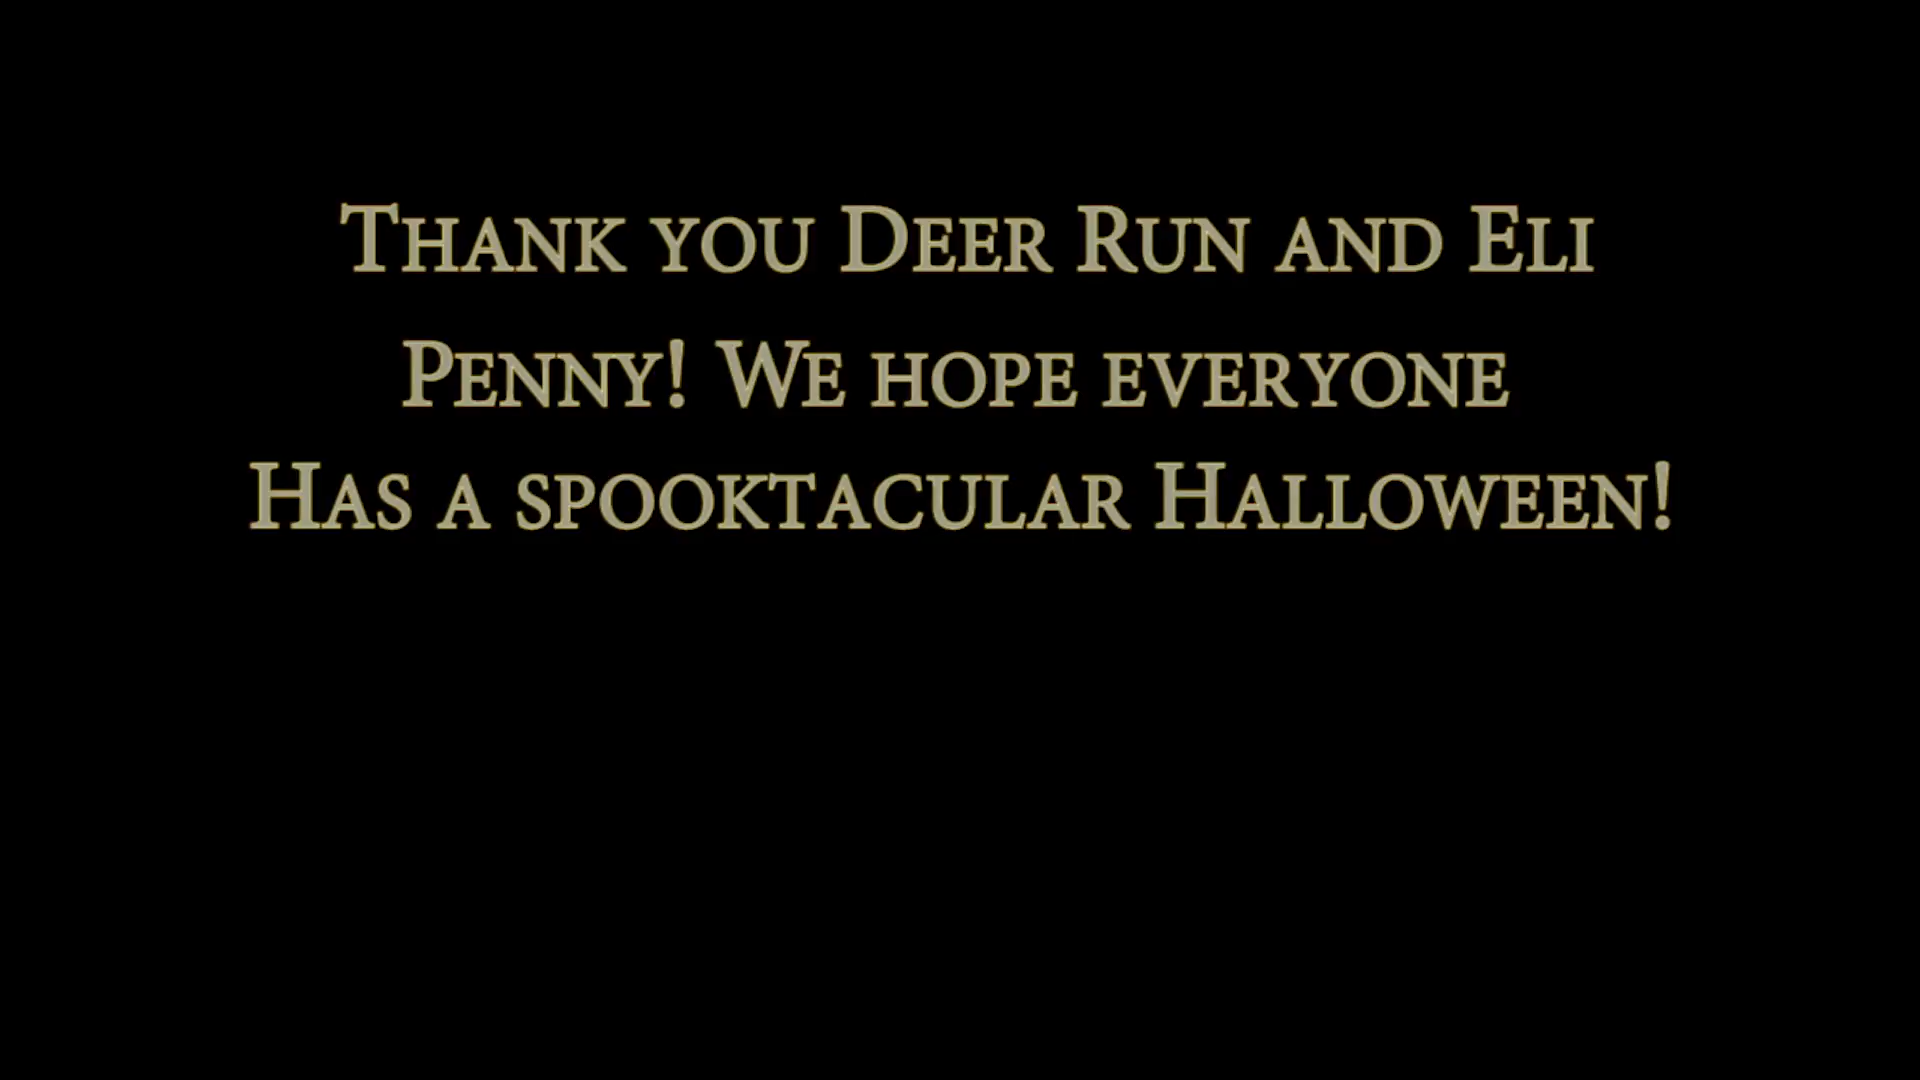 Thank you Deer Run and Eli
Penny! We hope everyone
Has a spooktacular Halloween!